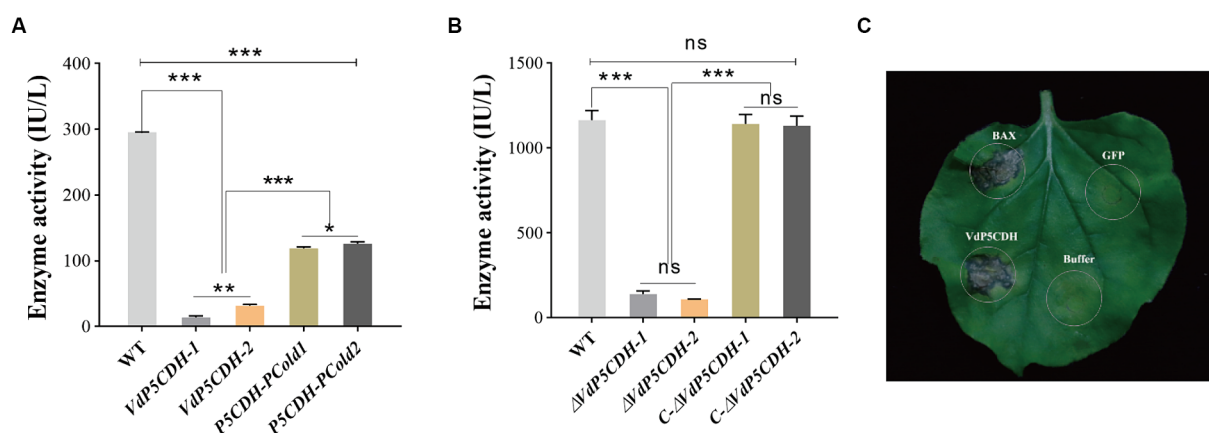 A
Enzyme activity (IU/L)
400
300
200
100
0
***
***
***
*
**
WT
VdP5CDH-1
VdP5CDH-2
P5CDH-PCold1
P5CDH-PCold2
B
Enzyme activity (IU/L)
1500
1000
500
0
ns
***
***
ns
ns
WT
ΔVdP5CDH-1
ΔVdP5CDH-2
C-ΔVdP5CDH-1
C-ΔVdP5CDH-2
C
BAX
GFP
VdP5CDH
Buffer